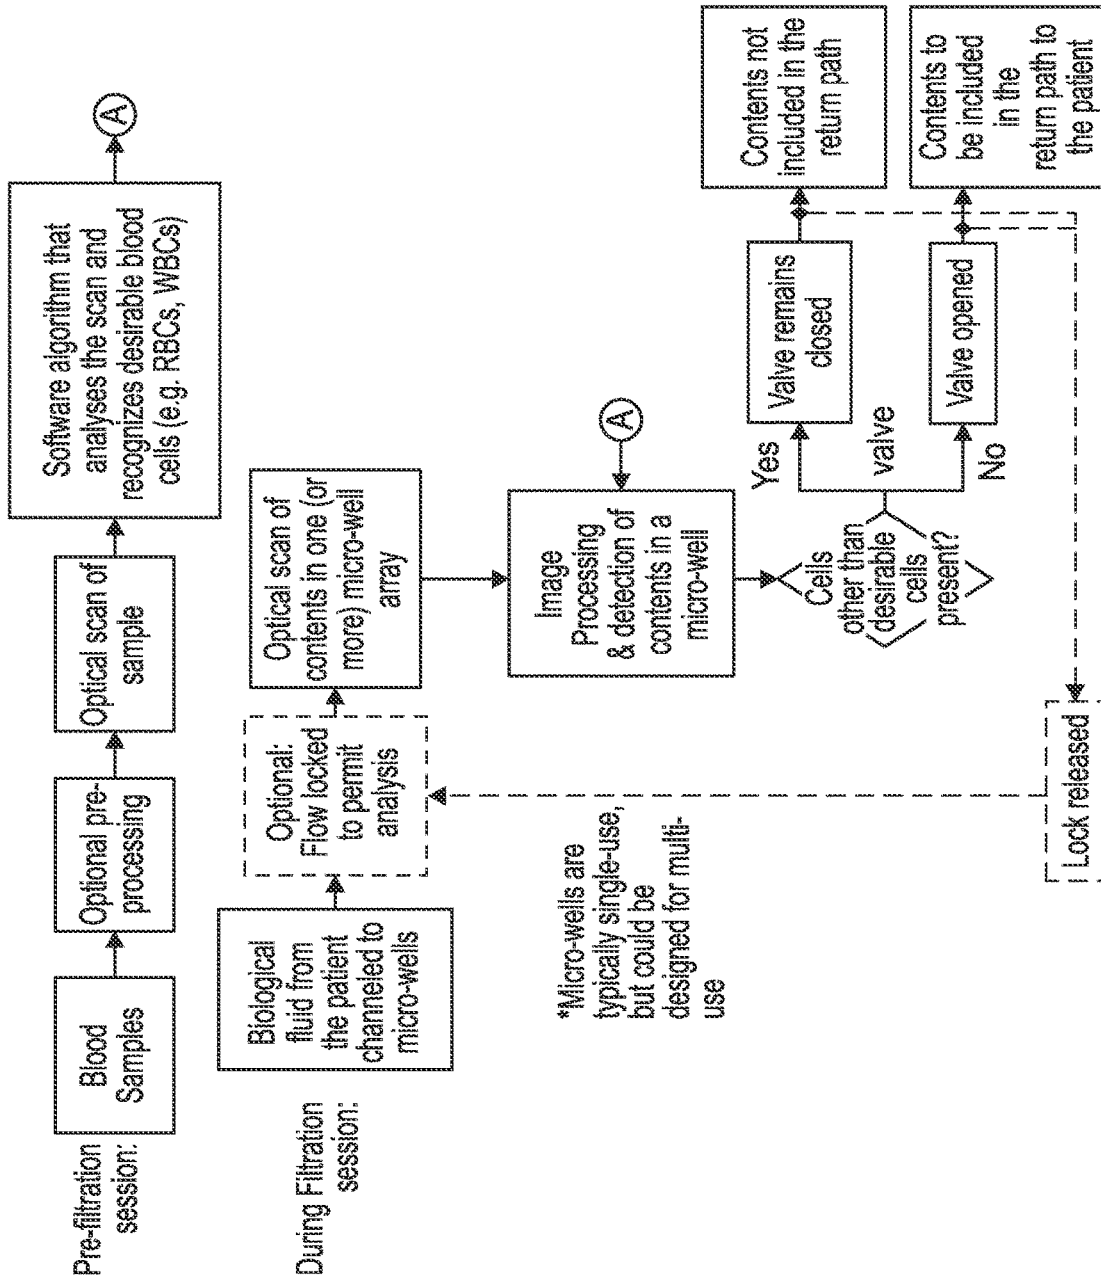 Pre-filtration
session:
Blood
Samples
Optional pre-
processing
Optical scan of
sample
Software algorithm that
analyses the scan and
recognizes desirable blood
cells (e.g. RBCs, WBCs)
A
During Filtration
session:
Biological
fluid from
the patient
channeled to
micro-wells
Optional:
Flow locked
to permit
analysis
Optical scan of
contents in one (or
more) micro-well
array
Image
Processing
& detection of
contents in a
micro-well
A
Cells
other than
desirable
cells
present?
Yes
valve
No
Valve remains
closed
Valve opened
Contents not
included in the
return path
Contents to
be included
in the
return path to
the patient
*Micro-wells are
typically single-use,
but could be
designed for multi-
use
Lock released